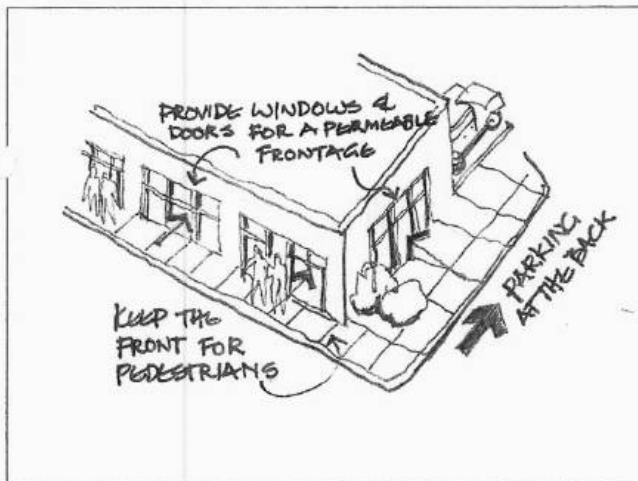 PROVIDE WINDOWS &
DOORS FOR A PERMEABLE
FRONTAGE
KEEP THE
FRONT FOR
PEDESTRIANS
PARKING
AT THE BACK